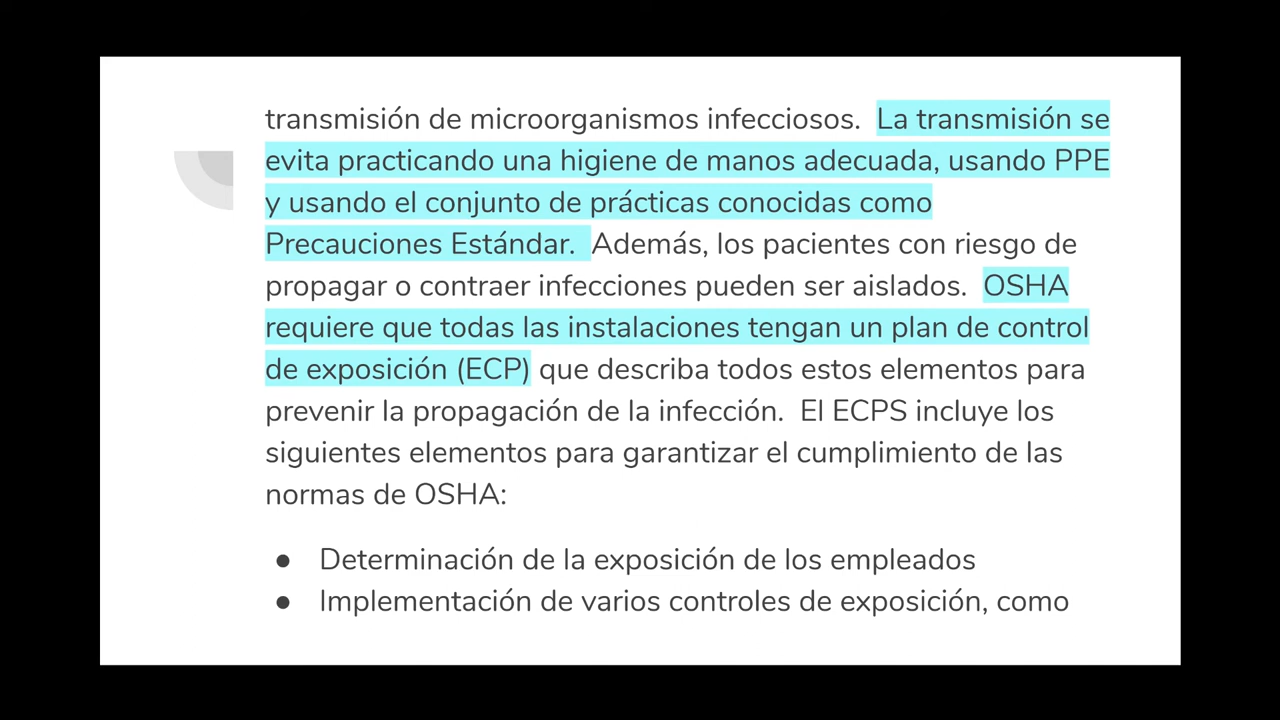 transmisión de microorganismos infecciosos.  La transmisión se
evita practicando una higiene de manos adecuada, usando PPE
y usando el conjunto de prácticas conocidas como
Precauciones Estándar.  Además, los pacientes con riesgo de
propagar o contraer infecciones pueden ser aislados.  OSHA
requiere que todas las instalaciones tengan un plan de control
de exposición (ECP) que describa todos estos elementos para
prevenir la propagación de la infección.  El ECPS incluye los
siguientes elementos para garantizar el cumplimiento de las
normas de OSHA:
● Determinación de la exposición de los empleados
● Implementación de varios controles de exposición, como